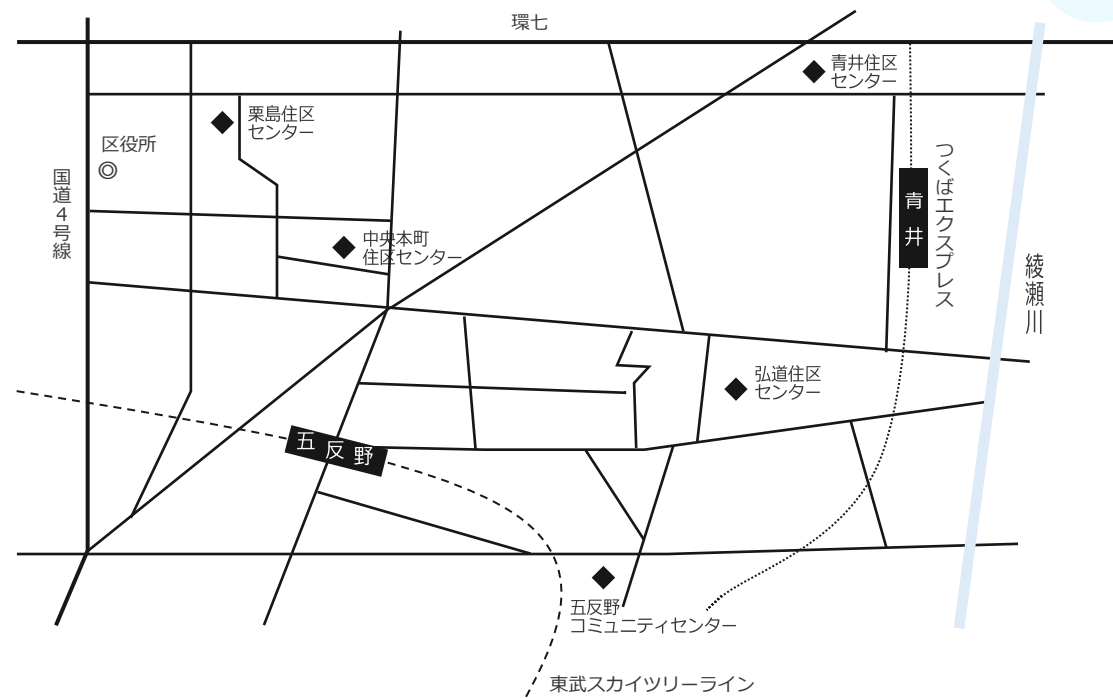 環七
青井住区
センター
栗島住区
センター
区役所
国道4号線
中央本町
住区センター
青井
つくばエクスプレス
綾瀬川
弘道住区
センター
五反野
五反野
コミュニティセンター
東武スカイツリーライン